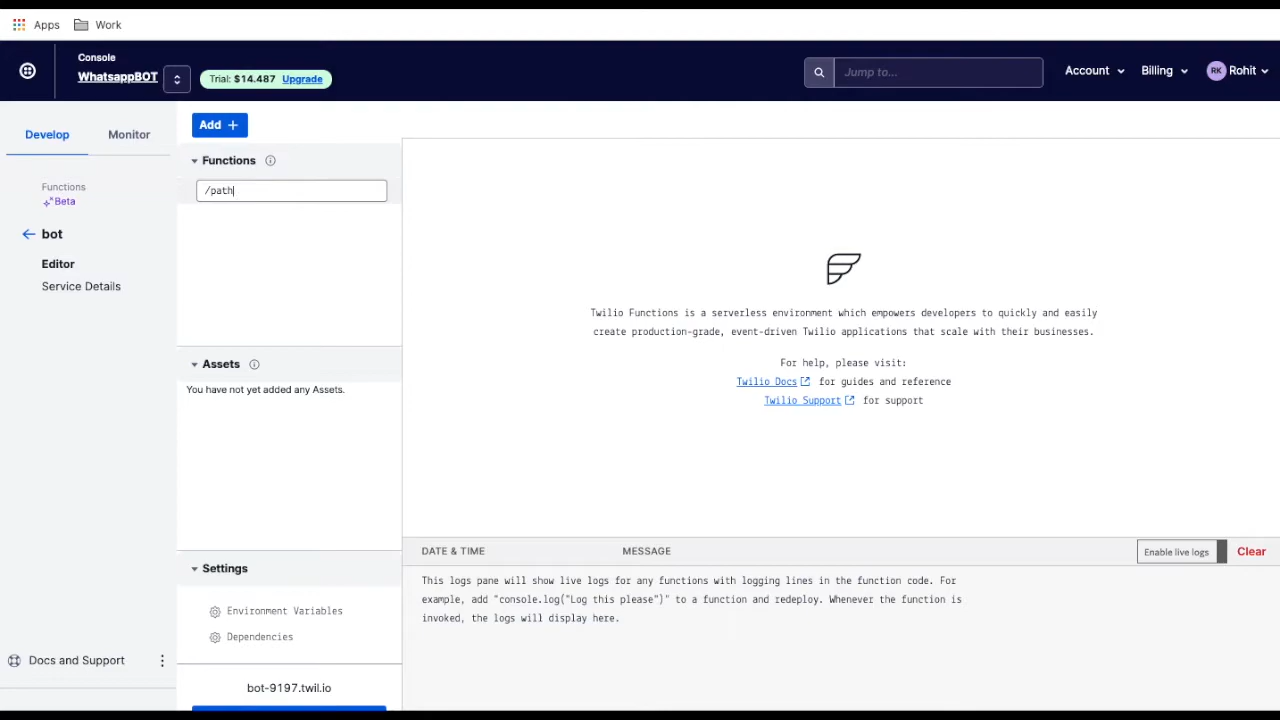 Apps
Work
Console
WhatsappBOT
Trial: $14.487 Upgrade
Jump to...
Account
Billing
RK Rohit
Develop
Monitor
Add +
Functions
/path
Functions
Beta
bot
Editor
Service Details
Twilio Functions is a serverless environment which empowers developers to quickly and easily
create production-grade, event-driven Twilio applications that scale with their businesses.
For help, please visit:
Twilio Docs for guides and reference
Twilio Support for support
Assets
You have not yet added any Assets.
DATE & TIME
MESSAGE
Enable live logs
Clear
This logs pane will show live logs for any functions with logging lines in the function code. For
example, add "console.log("Log this please")" to a function and redeploy. Whenever the function is
invoked, the logs will display here.
Settings
Environment Variables
Dependencies
Docs and Support
bot-9197.twil.io